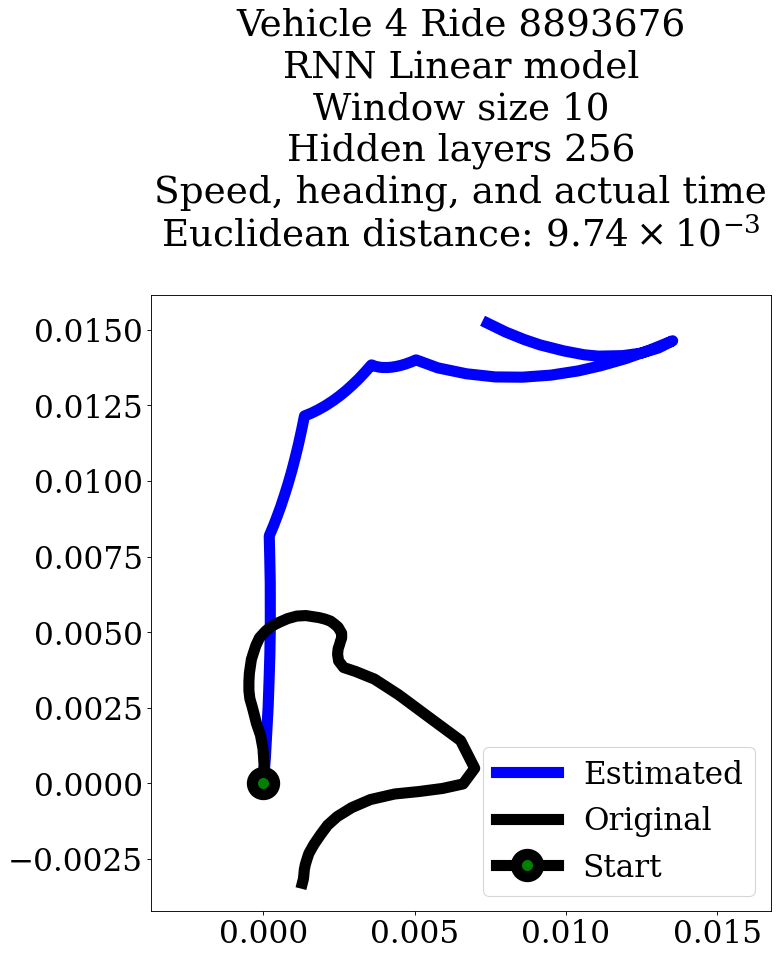 Vehicle 4 Ride 8893676
RNN Linear model
Window size 10
Hidden layers 256
Speed, heading, and actual time
Euclidean distance: 9.74 × 10⁻³
0.0150
0.0125
0.0100
0.0075
0.0050
0.0025
0.0000
−0.0025
Estimated
Original
Start
0.000 0.005 0.010 0.015